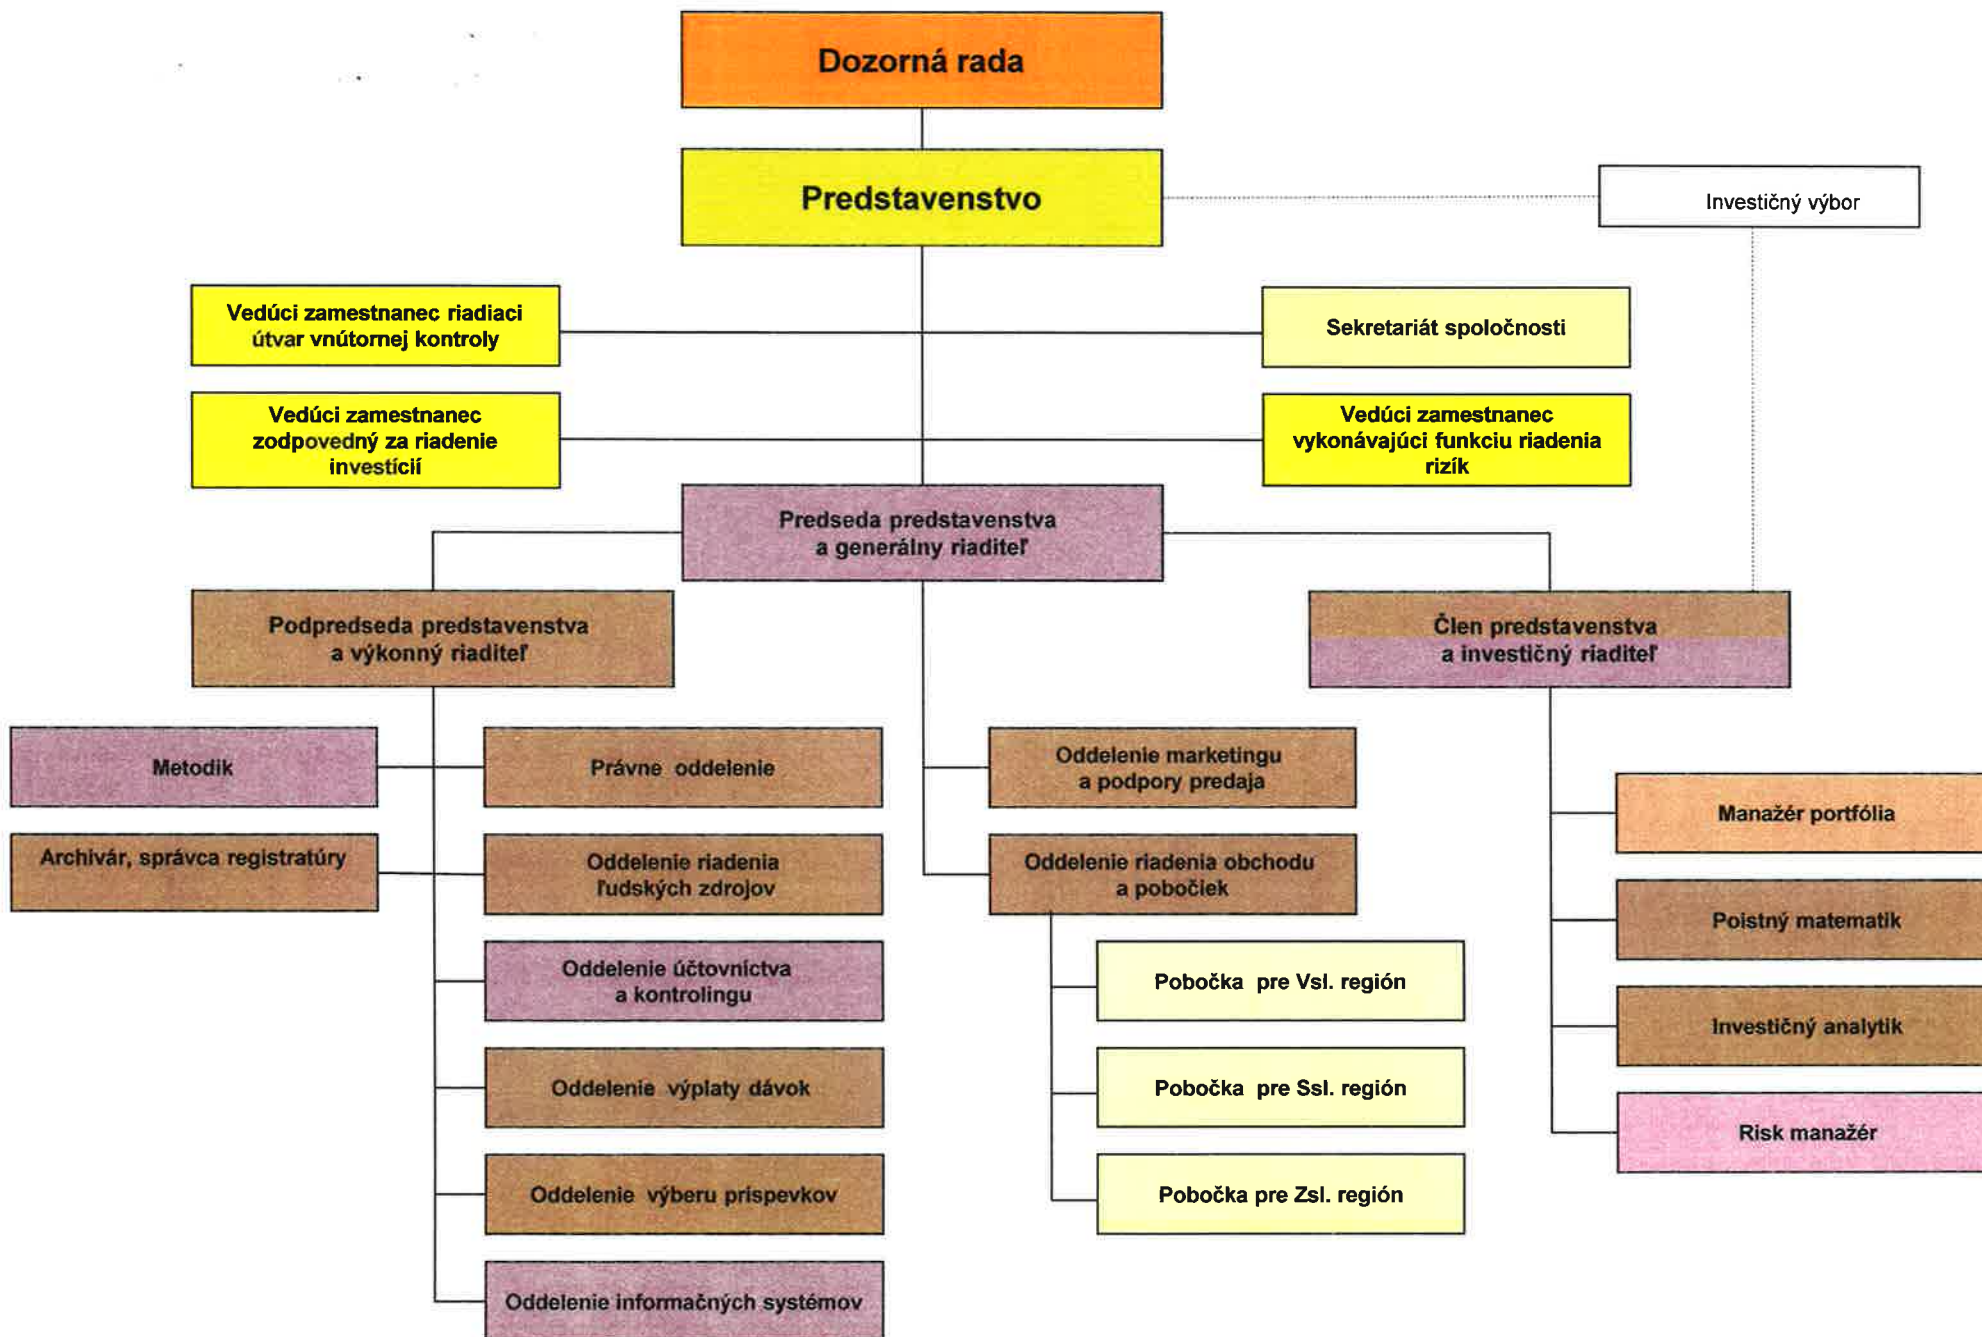 Dozorná rada
Predstavenstvo
Investičný výbor
Vedúci zamestnanec riadiaci
útvar vnútornej kontroly
Sekretariát spoločnosti
Vedúci zamestnanec
zodpovedný za riadenie
investícií
Vedúci zamestnanec
vykonávajúci funkciu riadenia
rizík
Predseda predstavenstva
a generálny riaditeľ
Podpredseda predstavenstva
a výkonný riaditeľ
Člen predstavenstva
a investičný riaditeľ
Metodik
Právne oddelenie
Oddelenie marketingu
a podpory predaja
Manažér portfólia
Archivár, správca registratúry
Oddelenie riadenia
ľudských zdrojov
Oddelenie riadenia obchodu
a pobočiek
Poistný matematik
Oddelenie účtovníctva
a kontrolingu
Pobočka pre Vsl. región
Investičný analytik
Oddelenie výplaty dávok
Pobočka pre Ssl. región
Risk manažér
Oddelenie výberu príspevkov
Pobočka pre Zsl. región
Oddelenie informačných systémov